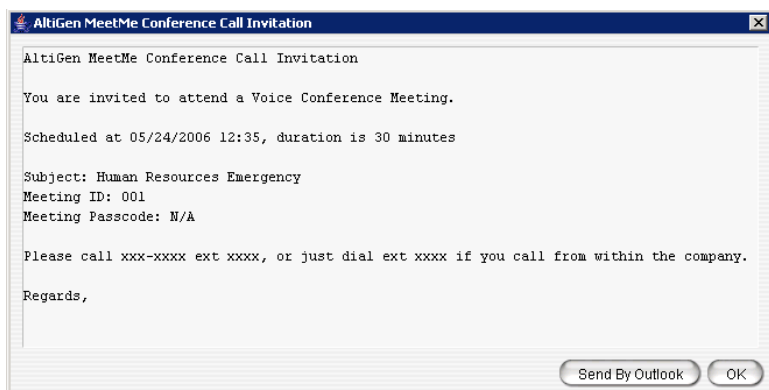 AltiGen MeetMe Conference Call Invitation
AltiGen MeetMe Conference Call Invitation
You are invited to attend a Voice Conference Meeting.
Scheduled at 05/24/2006 12:35, duration is 30 minutes
Subject: Human Resources Emergency
Meeting ID: 001
Meeting Passcode: N/A
Please call xxx-xxxx ext xxxx, or just dial ext xxxx if you call from within the company.
Regards,
Send By Outlook OK